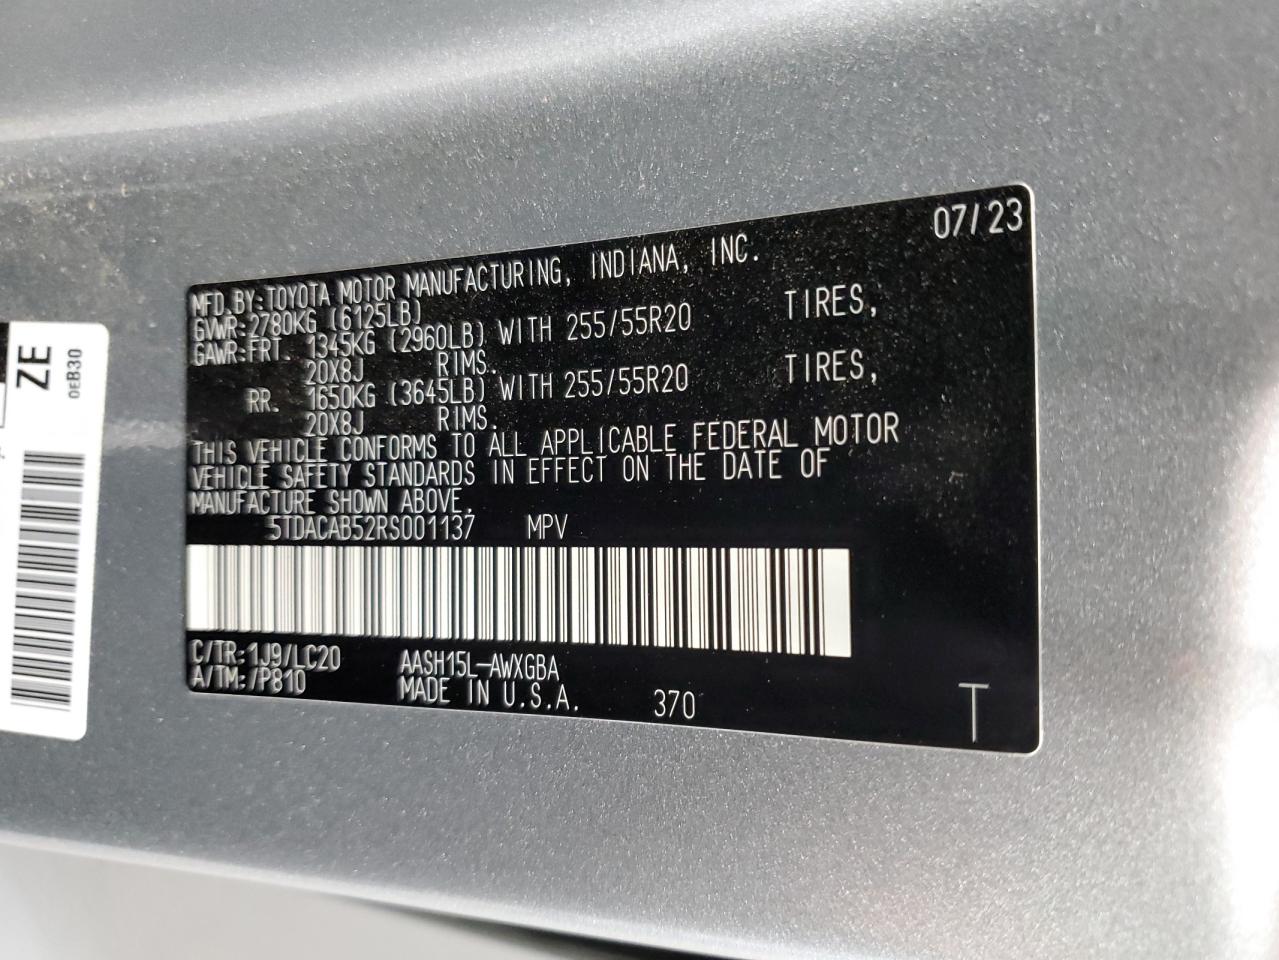 07/23
MFD.BY:TOYOTA MOTOR MANUFACTURING, INDIANA, INC.
GVWR:2780KG (6125LB)
GAWR:FRT. 1345KG (2960LB) WITH 255/55R20 TIRES,
20X8J RIMS.
RR. 1650KG (3645LB) WITH 255/55R20 TIRES,
20X8J RIMS.
THIS VEHICLE CONFORMS TO ALL APPLICABLE FEDERAL MOTOR
VEHICLE SAFETY STANDARDS IN EFFECT ON THE DATE OF
MANUFACTURE SHOWN ABOVE.
5TDACAB52RS001137 MPV
C/TR:1J9/LC20 AASH15L-AWXGBA
A/TM:/P810 MADE IN U.S.A. 370
T
ZE
0EB30